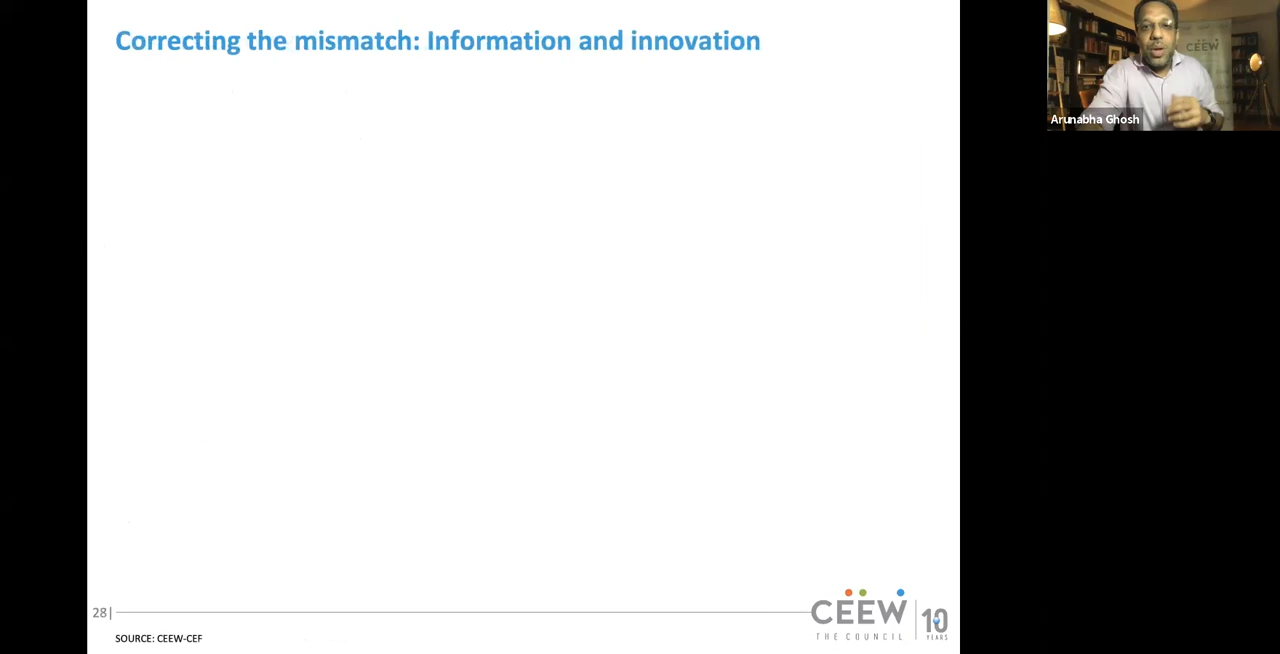 Correcting the mismatch: Information and innovation
CEEW
Arunabha Ghosh
28|
CEEW
THE COUNCIL
10
YEARS
SOURCE: CEEW-CEF